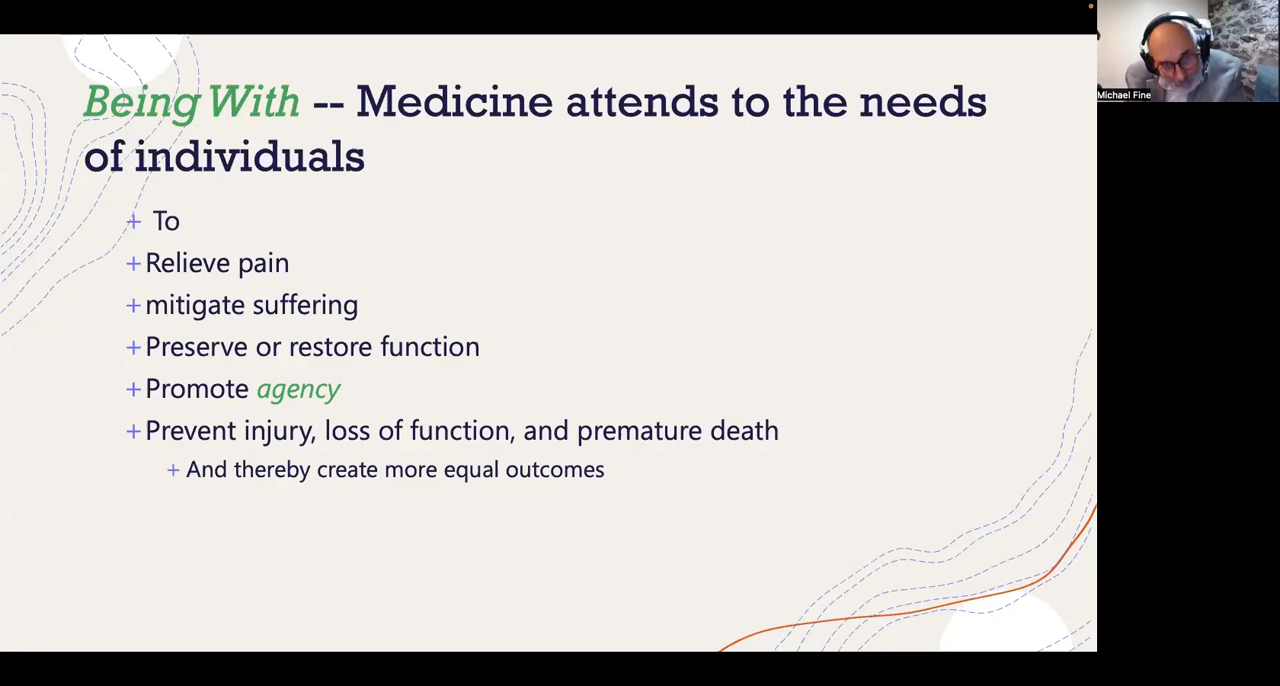 Being With -- Medicine attends to the needs
of individuals
+ To
+ Relieve pain
+ mitigate suffering
+ Preserve or restore function
+ Promote agency
+ Prevent injury, loss of function, and premature death
+ And thereby create more equal outcomes
Michael Fine